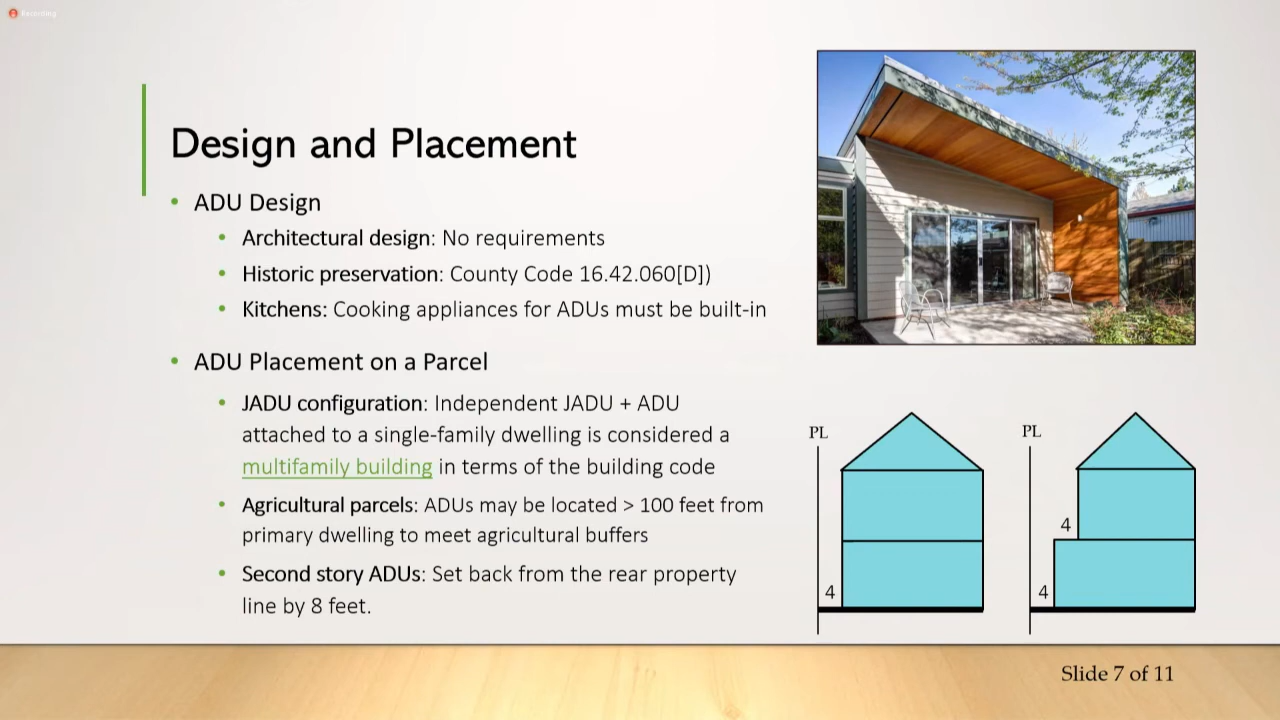 Recording
Design and Placement
ADU Design
Architectural design: No requirements
Historic preservation: County Code 16.42.060[D])
Kitchens: Cooking appliances for ADUs must be built-in
ADU Placement on a Parcel
JADU configuration: Independent JADU + ADU
attached to a single-family dwelling is considered a
multifamily building in terms of the building code
Agricultural parcels: ADUs may be located > 100 feet from
primary dwelling to meet agricultural buffers
Second story ADUs: Set back from the rear property
line by 8 feet.
PL
4
PL
4
4
Slide 7 of 11